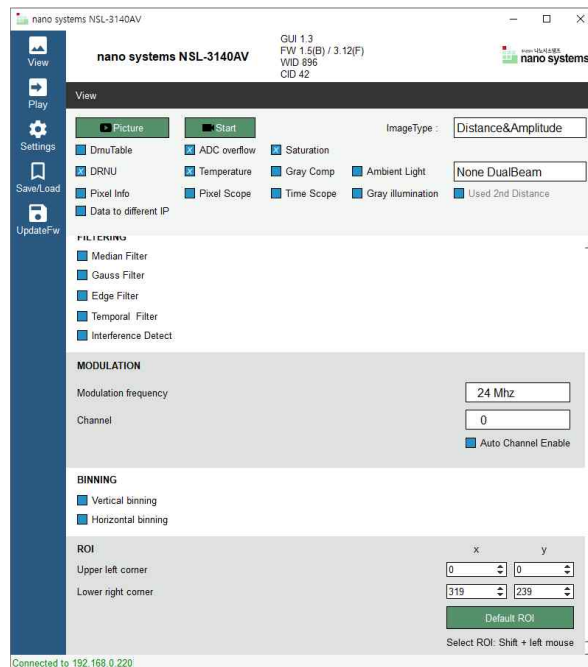 nano systems NSL-3140AV
View
Play
Settings
Save/Load
UpdateFw
nano systems NSL-3140AV
GUI 1.3
FW 1.5(B) / 3.12(F)
WID 896
CID 42
nano systems
View
Picture Start ImageType : Distance&Amplitude
DrnuTable ADC overflow Saturation
DRNU Temperature Gray Comp Ambient Light None DualBeam
Pixel Info Pixel Scope Time Scope Gray illumination Used 2nd Distance
Data to different IP
FILTERING
Median Filter
Gauss Filter
Edge Filter
Temporal Filter
Interference Detect
MODULATION
Modulation frequency 24 Mhz
Channel 0
Auto Channel Enable
BINNING
Vertical binning
Horizontal binning
ROI x y
Upper left corner 0 0
Lower right corner 319 239
Default ROI
Select ROI: Shift + left mouse
Connected to 192.168.0.220